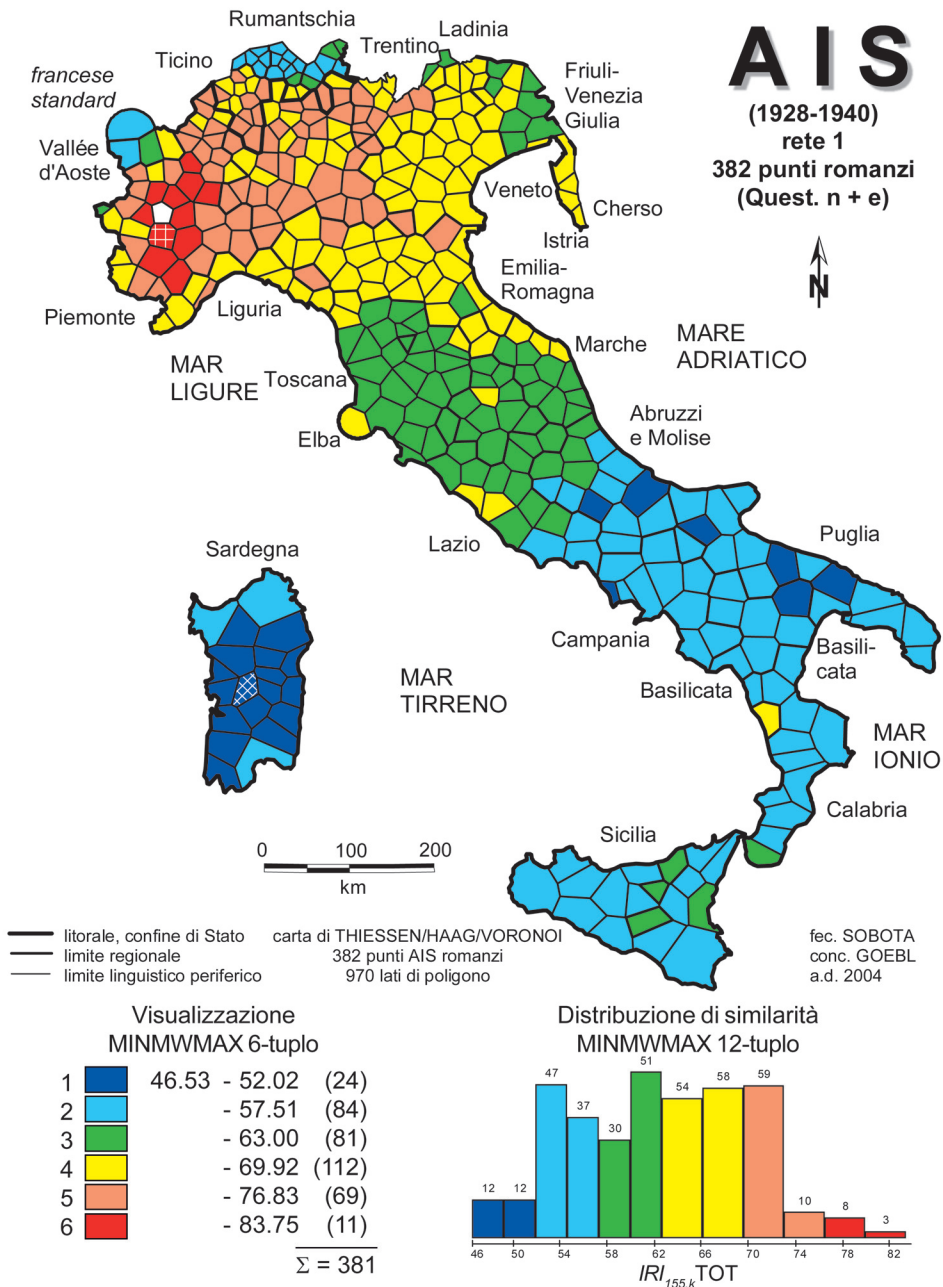 AIS
(1928-1940)
rete 1
382 punti romanzi
(Quest. n + e)
N
Rumantschia
Ladinia
Trentino
Ticino
francese
standard
Friuli-
Venezia
Giulia
Vallée
d'Aoste
Veneto
Cherso
Istria
Emilia-
Romagna
Piemonte
Liguria
Marche
MARE
ADRIATICO
MAR
LIGURE
Toscana
Elba
Abruzzi
e Molise
Lazio
Puglia
Sardegna
Campania
Basili-
cata
Basilicata
MAR
TIRRENO
MAR
IONIO
Calabria
Sicilia
0 100 200
km
litorale, confine di Stato
limite regionale
limite linguistico periferico
carta di THIESSEN/HAAG/VORONOI
382 punti AIS romanzi
970 lati di poligono
fec. SOBOTA
conc. GOEBL
a.d. 2004
Visualizzazione
MINMWMAX 6-tuplo
1 46.53 - 52.02 (24)
2 - 57.51 (84)
3 - 63.00 (81)
4 - 69.92 (112)
5 - 76.83 (69)
6 - 83.75 (11)
Σ = 381
Distribuzione di similarità
MINMWMAX 12-tuplo
12 12 47 37 30 51 54 58 59 10 8 3
46 50 54 58 62 66 70 74 78 82
IRI155,kTOT